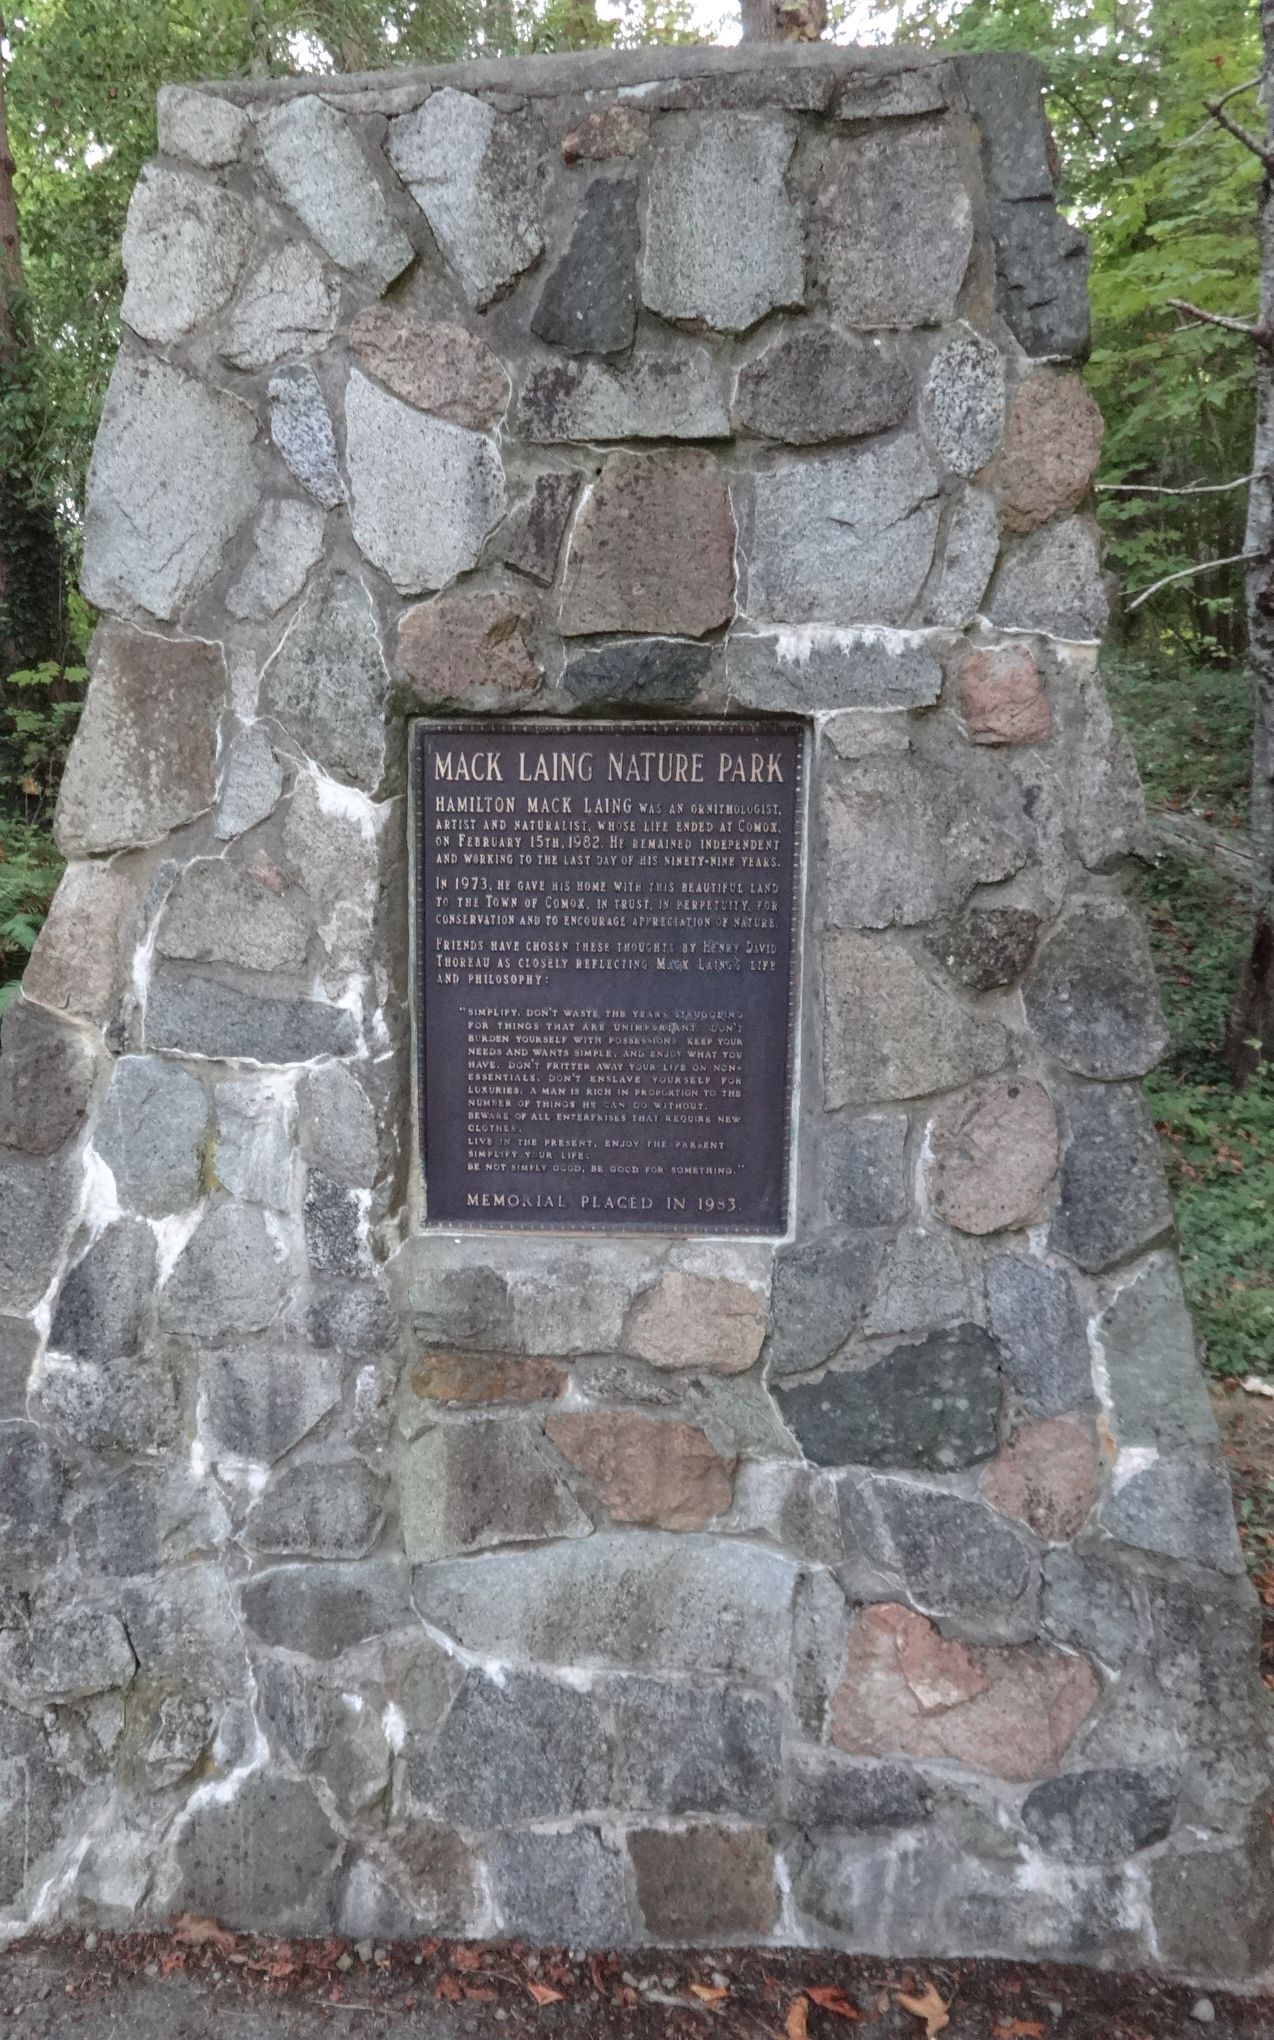 MACK LAING NATURE PARK
HAMILTON MACK LAING WAS AN ORNITHOLOGIST,
ARTIST AND NATURALIST, WHOSE LIFE ENDED AT COMOX,
ON FEBRUARY 15TH, 1982. HE REMAINED INDEPENDENT
AND WORKING TO THE LAST DAY OF HIS NINETY-NINE YEARS.
IN 1973, HE GAVE HIS HOME WITH THIS BEAUTIFUL LAND
TO THE TOWN OF COMOX, IN TRUST, IN PERPETUITY, FOR
CONSERVATION AND TO ENCOURAGE APPRECIATION OF NATURE.
FRIENDS HAVE CHOSEN THESE THOUGHTS BY HENRY DAVID
THOREAU AS CLOSELY REFLECTING MACK LAING'S LIFE
AND PHILOSOPHY:
"SIMPLIFY. DON'T WASTE THE YEARS STRUGGLING
FOR THINGS THAT ARE UNIMPORTANT. DON'T
BURDEN YOURSELF WITH POSSESSIONS. KEEP YOUR
NEEDS AND WANTS SIMPLE, AND ENJOY WHAT YOU
HAVE. DON'T FRITTER AWAY YOUR LIFE ON NON-
ESSENTIALS. DON'T ENSLAVE YOURSELF FOR
LUXURIES. A MAN IS RICH IN PROPORTION TO THE
NUMBER OF THINGS HE CAN DO WITHOUT.
BEWARE OF ALL ENTERPRISES THAT REQUIRE NEW
CLOTHES.
LIVE IN THE PRESENT, ENJOY THE PRESENT
SIMPLIFY YOUR LIFE.
BE NOT SIMPLY GOOD, BE GOOD FOR SOMETHING."
MEMORIAL PLACED IN 1983.